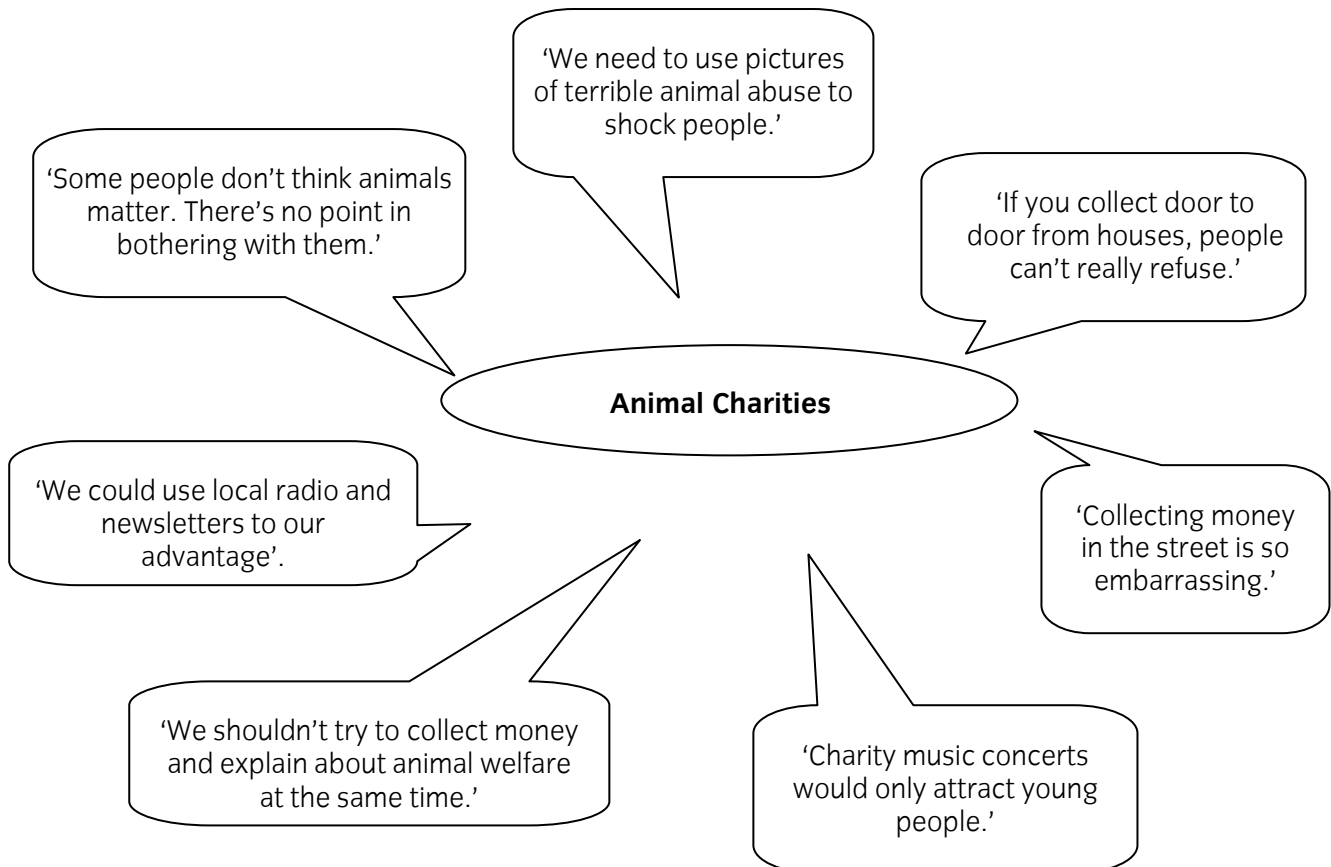 ‘We need to use pictures
of terrible animal abuse to
shock people.’
‘Some people don’t think animals
matter. There’s no point in
bothering with them.’
‘If you collect door to
door from houses, people
can’t really refuse.’
Animal Charities
‘We could use local radio and
newsletters to our
advantage’.
‘Collecting money
in the street is so
embarrassing.’
‘We shouldn’t try to collect money
and explain about animal welfare
at the same time.’
‘Charity music concerts
would only attract young
people.’